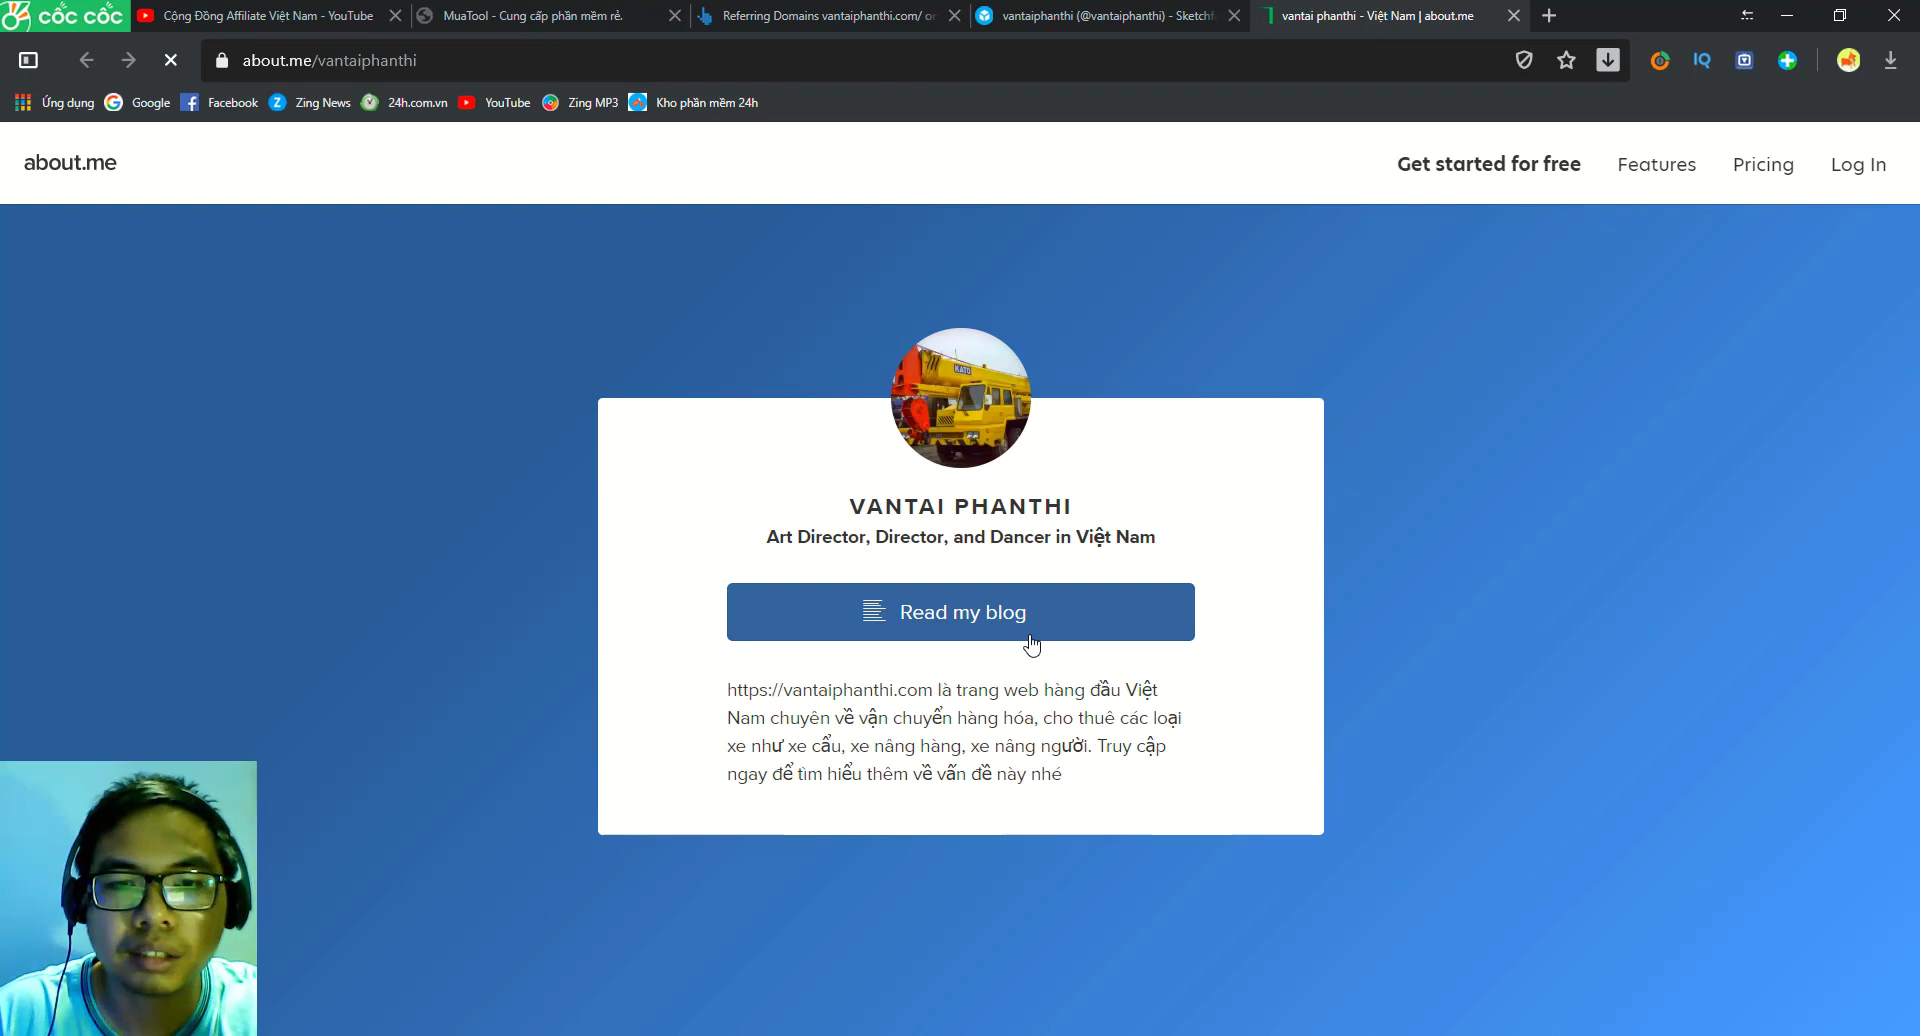 cốc cốc
Cộng Đồng Affiliate Việt Nam - YouTube
MuaTool - Cung cấp phần mềm rẻ.
Referring Domains vantaiphanthi.com/ or
vantaiphanthi (@vantaiphanthi) - Sketchf
vantai phanthi - Việt Nam | about.me
about.me/vantaiphanthi
IQ
Ứng dụng
Google
Facebook
Zing News
24h.com.vn
YouTube
Zing MP3
Kho phần mềm 24h
about.me
Get started for free
Features
Pricing
Log In
KATO
VANTAI PHANTHI
Art Director, Director, and Dancer in Việt Nam
Read my blog
https://vantaiphanthi.com là trang web hàng đầu Việt
Nam chuyên về vận chuyển hàng hóa, cho thuê các loại
xe như xe cẩu, xe nâng hàng, xe nâng người. Truy cập
ngay để tìm hiểu thêm về vấn đề này nhé